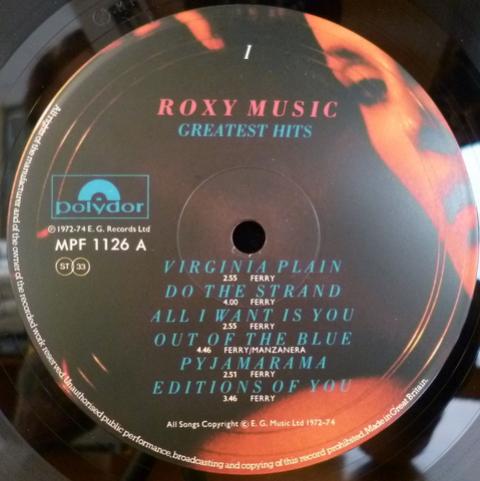 1
ROXY MUSIC
GREATEST HITS
polydor
℗ 1972-74 E. G. Records Ltd
MPF 1126 A
ST 33
VIRGINIA PLAIN
2.55 FERRY
DO THE STRAND
4.00 FERRY
ALL I WANT IS YOU
2.55 FERRY
OUT OF THE BLUE
4.46 FERRY/MANZANERA
PYJAMARAMA
2.51 FERRY
EDITIONS OF YOU
3.46 FERRY
All Songs Copyright © E. G. Music Ltd 1972-74
All rights of the manufacturer and of the owner of the recorded work reserved. Unauthorised public performance, broadcasting and copying of this record prohibited. Made in Great Britain.